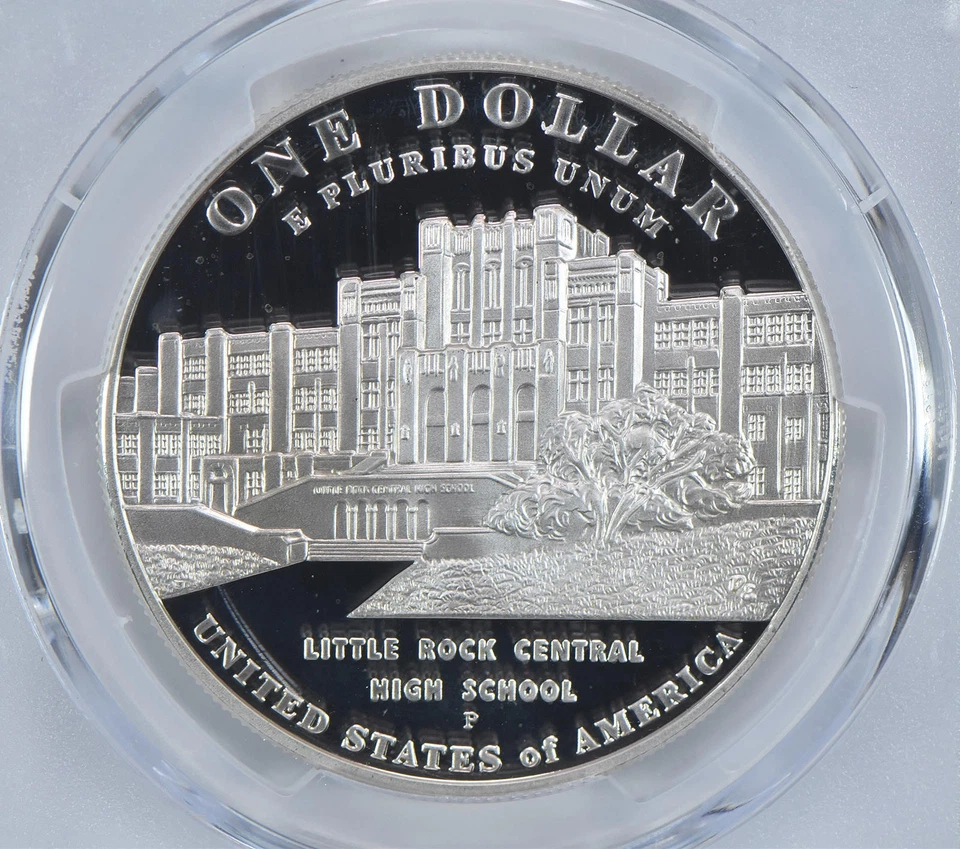 ONE DOLLAR
E PLURIBUS UNUM
LITTLE ROCK CENTRAL HIGH SCHOOL
LITTLE ROCK CENTRAL
HIGH SCHOOL
P
UNITED STATES of AMERICA